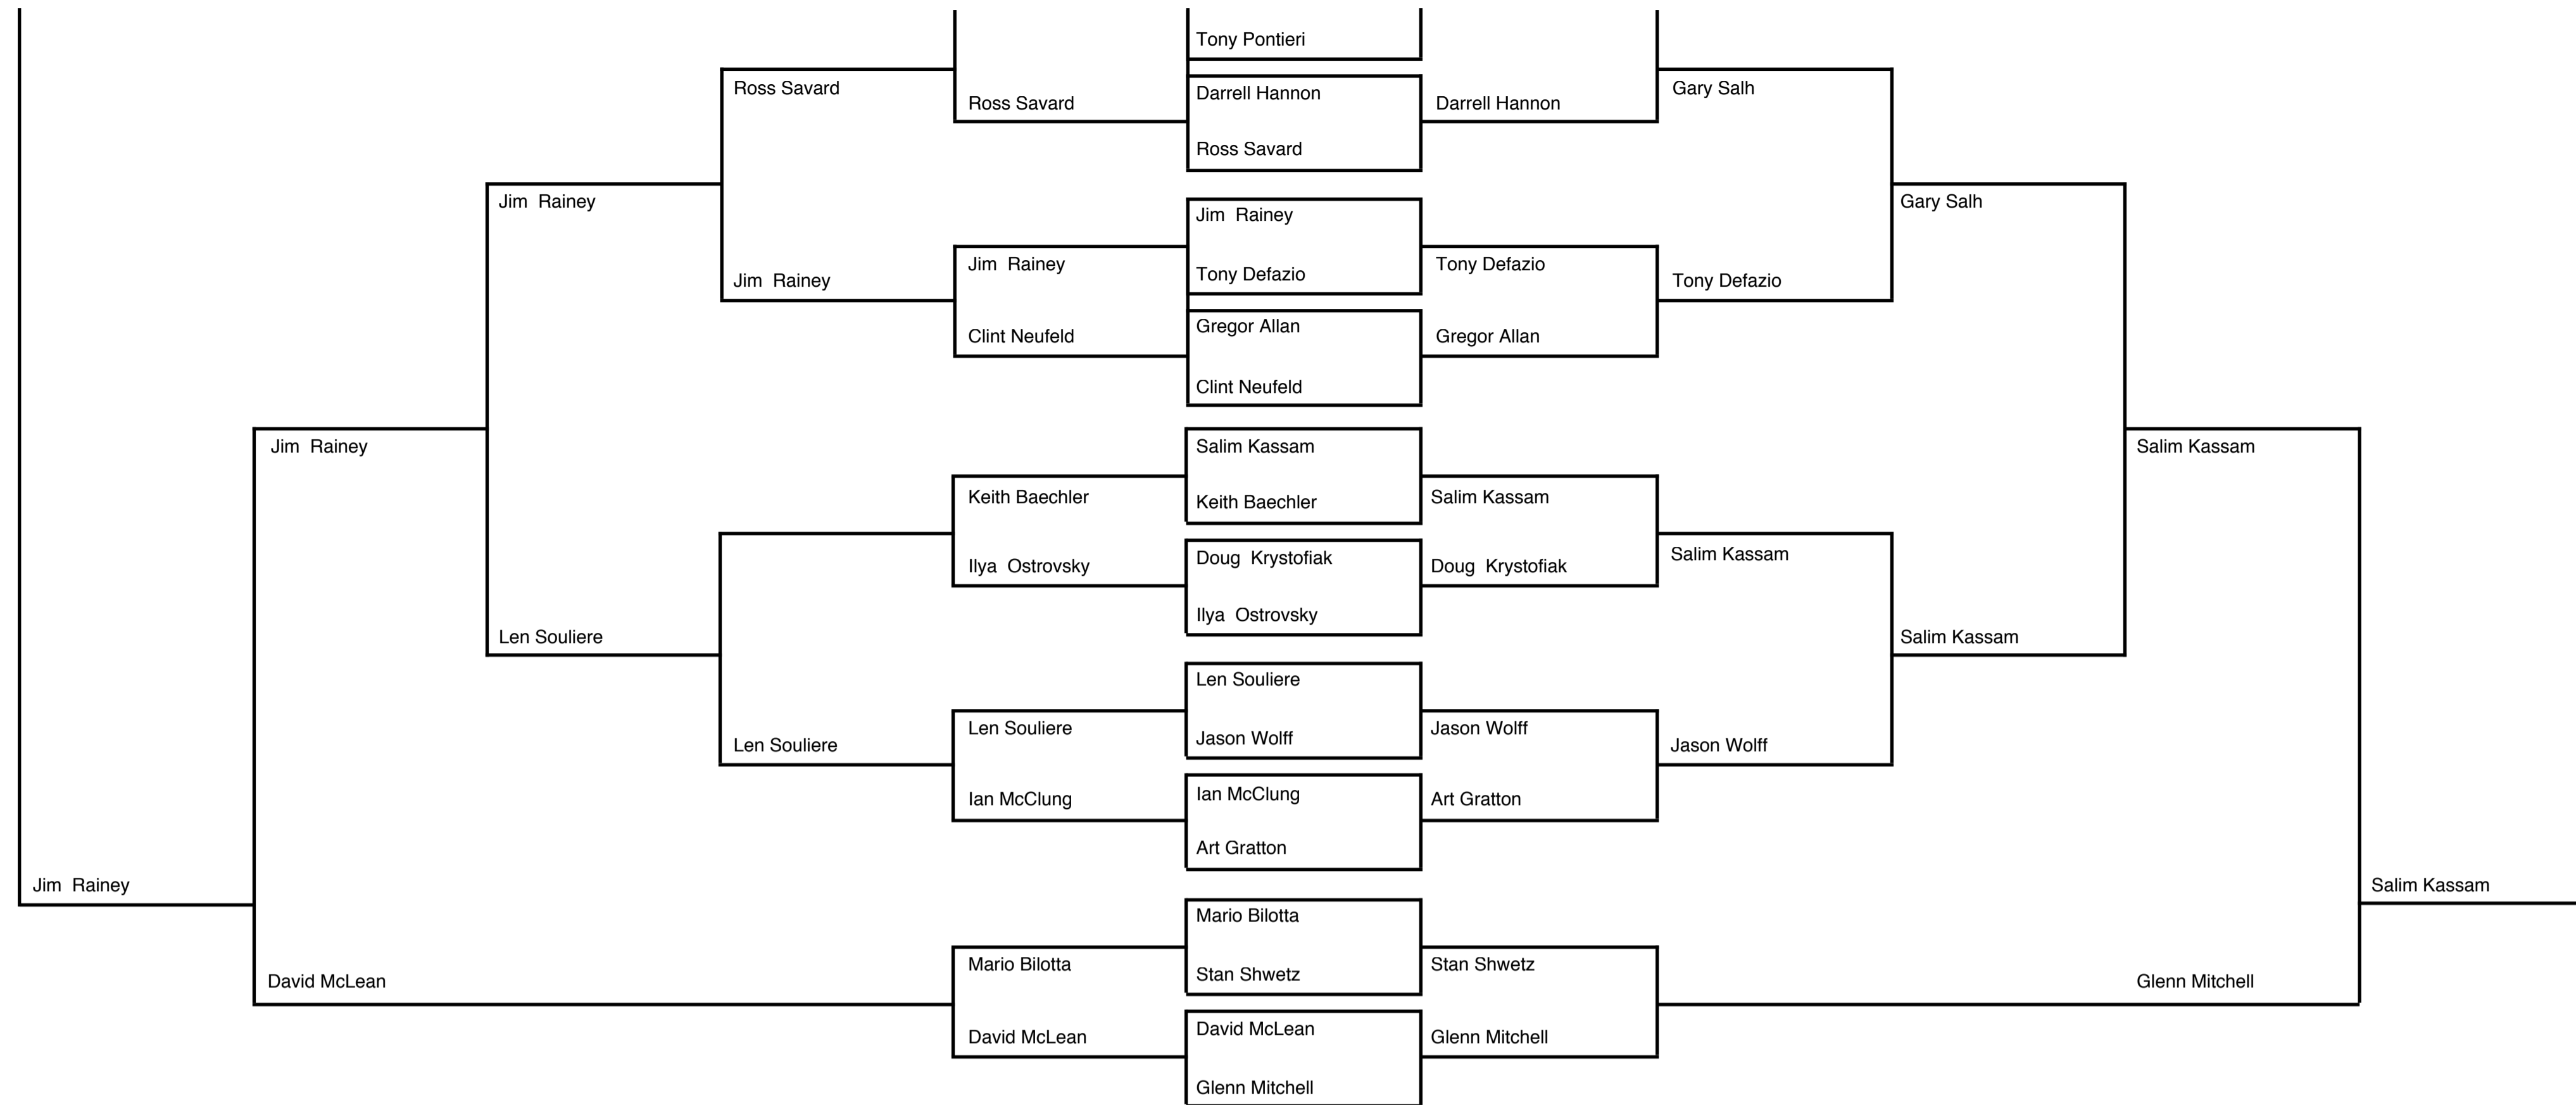 Tony Pontieri
Ross Savard
Ross Savard
Darrell Hannon
Darrell Hannon
Gary Salh
Ross Savard
Jim  Rainey
Jim  Rainey
Gary Salh
Jim  Rainey
Jim  Rainey
Tony Defazio
Tony Defazio
Tony Defazio
Clint Neufeld
Gregor Allan
Gregor Allan
Clint Neufeld
Jim  Rainey
Salim Kassam
Salim Kassam
Keith Baechler
Keith Baechler
Salim Kassam
Ilya  Ostrovsky
Doug  Krystofiak
Doug  Krystofiak
Salim Kassam
Ilya  Ostrovsky
Len Souliere
Salim Kassam
Len Souliere
Len Souliere
Len Souliere
Jason Wolff
Jason Wolff
Jason Wolff
Ian McClung
Ian McClung
Art Gratton
Art Gratton
Jim  Rainey
Salim Kassam
Mario Bilotta
Mario Bilotta
Stan Shwetz
Stan Shwetz
David McLean
Glenn Mitchell
David McLean
David McLean
Glenn Mitchell
Glenn Mitchell